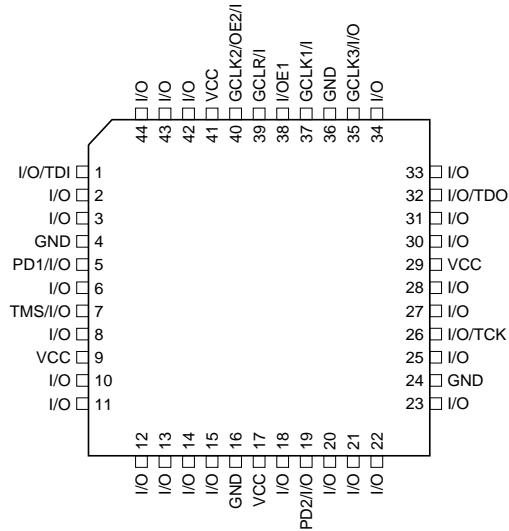 44 I/O
43 I/O
42 I/O
41 VCC
40 GCLK2/OE2/I
39 GCLR/I
38 I/OE1
37 GCLK1/I
36 GND
35 GCLK3/I/O
34 I/O
I/O/TDI 1
I/O 2
I/O 3
GND 4
PD1/I/O 5
I/O 6
TMS/I/O 7
I/O 8
VCC 9
I/O 10
I/O 11
33 I/O
32 I/O/TDO
31 I/O
30 I/O
29 VCC
28 I/O
27 I/O
26 I/O/TCK
25 I/O
24 GND
23 I/O
I/O 12
I/O 13
I/O 14
I/O 15
GND 16
VCC 17
I/O 18
PD2/I/O 19
I/O 20
I/O 21
I/O 22